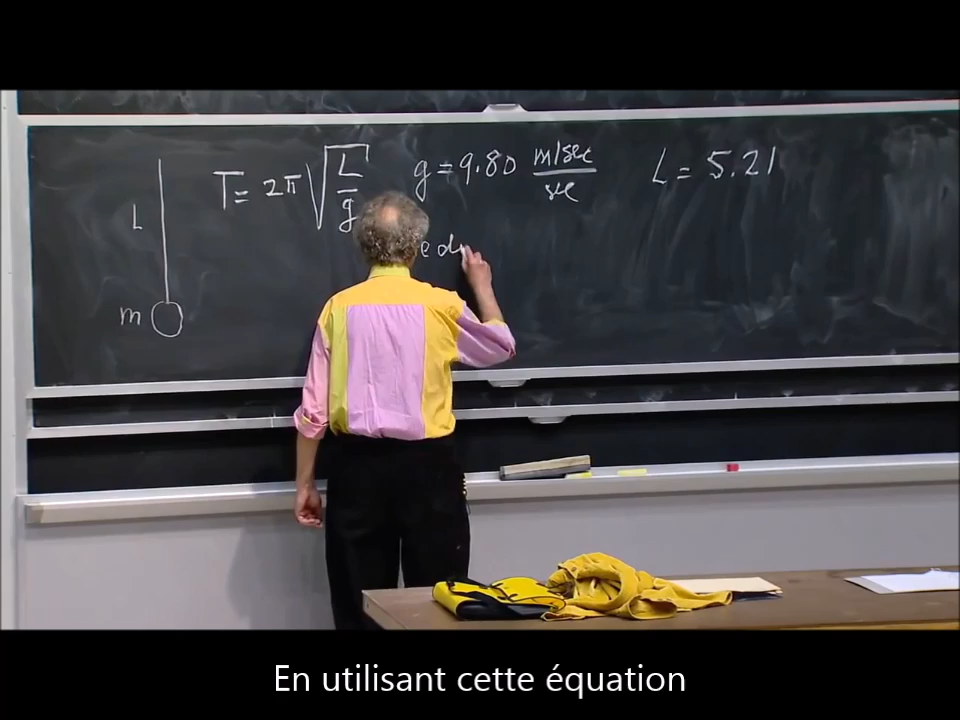 T = 2π √L/g
g = 9.80 m/sec/sec
L = 5.21
L
m
En utilisant cette équation